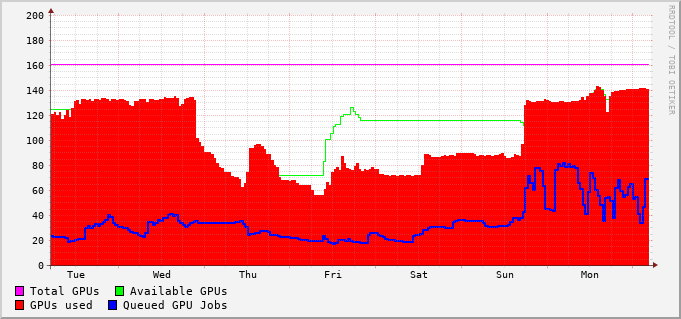 200
180
160
140
120
100
80
60
40
20
0
Tue Wed Thu Fri Sat Sun Mon
Total GPUs Available GPUs
GPUs used Queued GPU Jobs
RRDTOOL / TOBI OETIKER